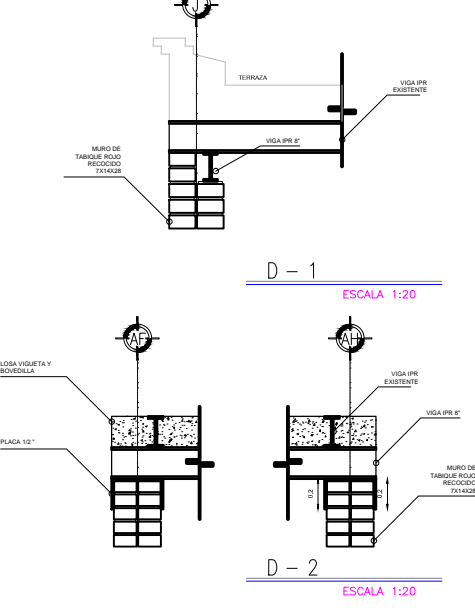 J
TERRAZA
VIGA IPR
EXISTENTE
VIGA IPR 8"
MURO DE
TABIQUE ROJO
RECOCIDO
7X14X28
D - 1
ESCALA 1:20
AF
AH
LOSA VIGUETA Y
BOVEDILLA
VIGA IPR
EXISTENTE
VIGA IPR 8"
PLACA 1/2 "
MURO DE
TABIQUE ROJO
RECOCIDO
7X14X28
0,2
0,2
D - 2
ESCALA 1:20